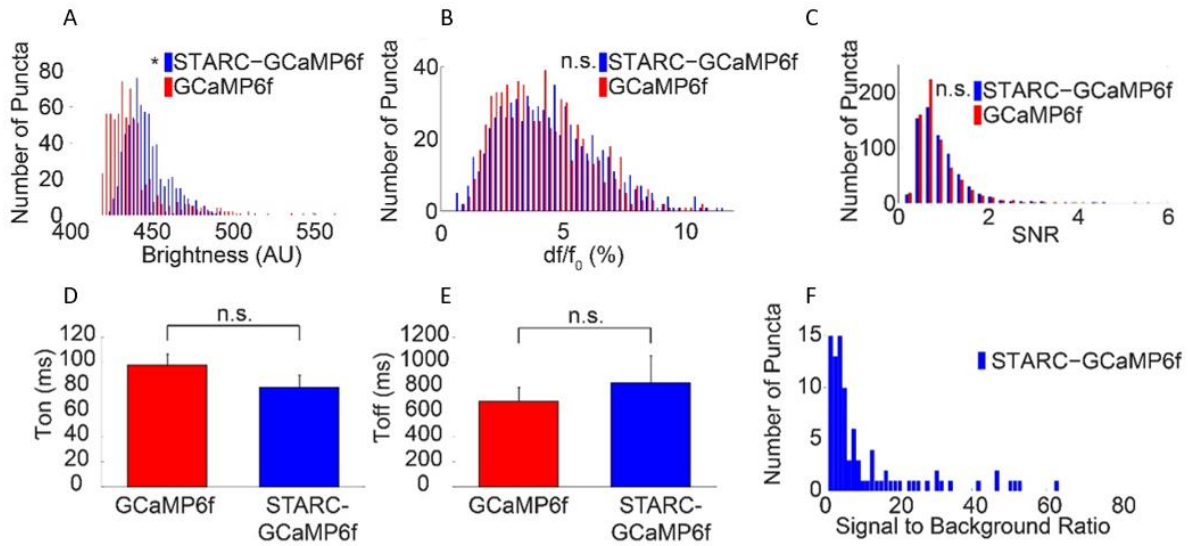 A
Number of Puncta
80
60
40
20
0
400
450
500
550
Brightness (AU)
* STARC-GCaMP6f
GCaMP6f
B
Number of Puncta
40
20
0
0
5
10
df/f₀ (%)
n.s. STARC-GCaMP6f
GCaMP6f
C
Number of Puncta
200
100
0
0
2
4
6
SNR
n.s. STARC-GCaMP6f
GCaMP6f
D
Ƭon (ms)
120
100
80
60
40
20
0
n.s.
GCaMP6f
STARC-
GCaMP6f
E
Ƭoff (ms)
1200
1000
800
600
400
200
0
n.s.
GCaMP6f
STARC-
GCaMP6f
F
Number of Puncta
15
10
5
0
0
20
40
60
80
Signal to Background Ratio
STARC-GCaMP6f